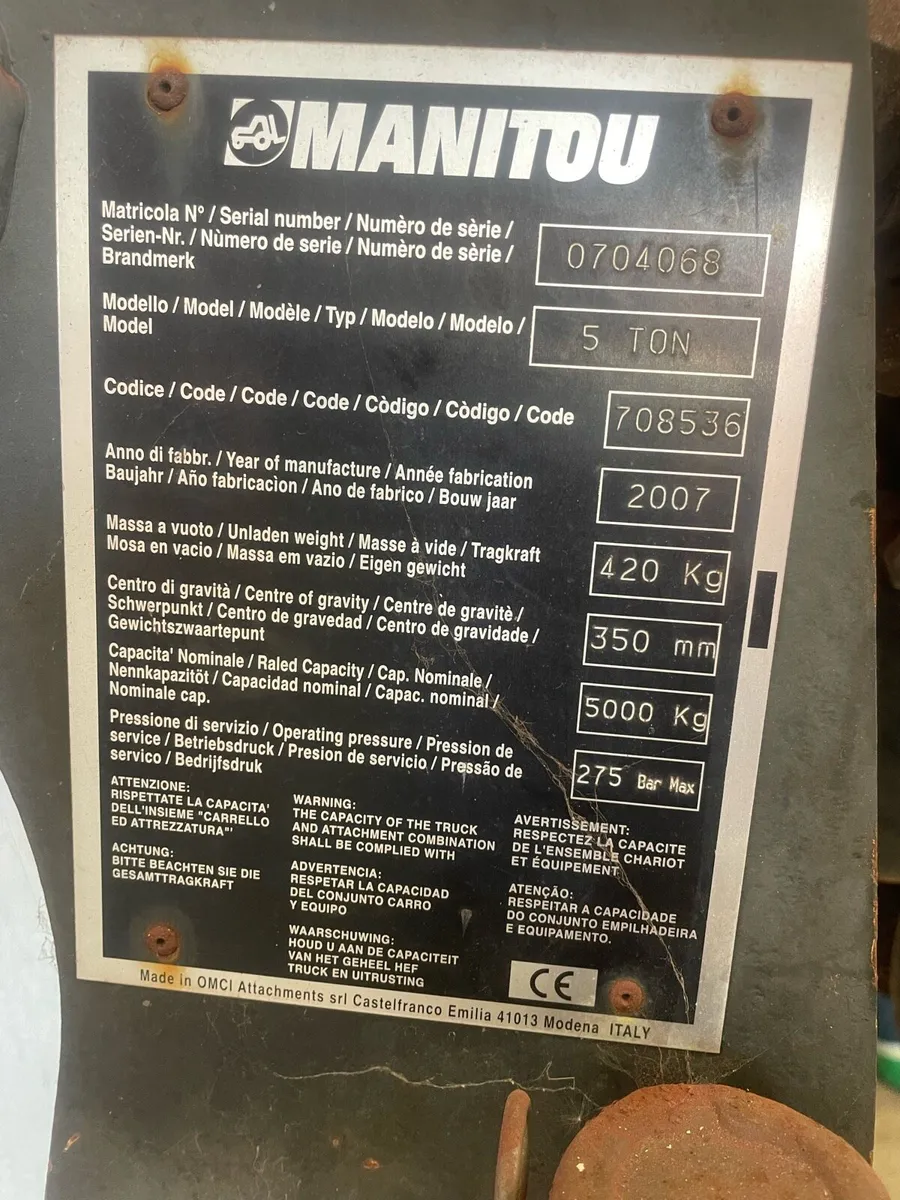 MANITOU
Matricola N° / Serial number / Numèro de sèrie /
Serien-Nr. / Nùmero de serie / Numèro de sèrie /
Brandmerk
0704068
Modello / Model / Modèle / Typ / Modelo / Modelo /
Model
5 TON
Codice / Code / Code / Code / Còdigo / Còdigo / Code
708536
Anno di fabbr. / Year of manufacture / Année fabrication
Baujahr / Año fabricacion / Ano de fabrico / Bouw jaar
2007
Massa a vuoto / Unladen weight / Masse à vide / Tragkraft
Mosa en vacio / Massa em vazio / Eigen gewicht
420 Kg
Centro di gravità / Centre of gravity / Centre de gravitè /
Schwerpunkt / Centro de gravedad / Centro de gravidade /
Gewichtszwaartepunt
350 mm
Capacita' Nominale / Raled Capacity / Cap. Nominale /
Nennkapazitöt / Capacidad nominal / Capac. nominal /
Nominale cap.
5000 Kg
Pressione di servizio / Operating pressure / Pression de
service / Betriebsdruck / Presion de servicio / Pressão de
servico / Bedrijfsdruk
275 Bar Max
ATTENZIONE:
RISPETTATE LA CAPACITA'
DELL'INSIEME "CARRELLO
ED ATTREZZATURA"'
ACHTUNG:
BITTE BEACHTEN SIE DIE
GESAMTTRAGKRAFT
WARNING:
THE CAPACITY OF THE TRUCK
AND ATTACHMENT COMBINATION
SHALL BE COMPLIED WITH
ADVERTENCIA:
RESPETAR LA CAPACIDAD
DEL CONJUNTO CARRO
Y EQUIPO
WAARSCHUWING:
HOUD U AAN DE CAPACITEIT
VAN HET GEHEEL HEF
TRUCK EN UITRUSTING
AVERTISSEMENT:
RESPECTEZ LA CAPACITE
DE L'ENSEMBLE CHARIOT
ET ÉQUIPEMENT
ATENÇÃO:
RESPEITAR A CAPACIDADE
DO CONJUNTO EMPILHADEIRA
E EQUIPAMENTO.
CE
Made in OMCI Attachments srl Castelfranco Emilia 41013 Modena ITALY